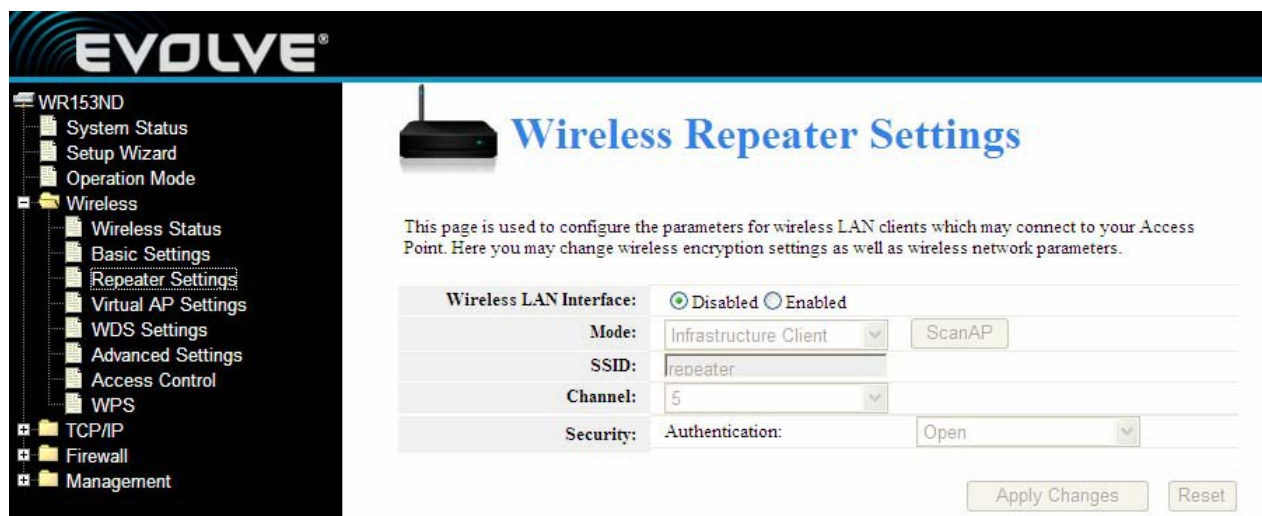 EVOLVE®
WR153ND
System Status
Setup Wizard
Operation Mode
Wireless
Wireless Status
Basic Settings
Repeater Settings
Virtual AP Settings
WDS Settings
Advanced Settings
Access Control
WPS
TCP/IP
Firewall
Management
Wireless Repeater Settings
This page is used to configure the parameters for wireless LAN clients which may connect to your Access
Point. Here you may change wireless encryption settings as well as wireless network parameters.
Wireless LAN Interface: Disabled Enabled
Mode: Infrastructure Client ScanAP
SSID: repeater
Channel: 5
Security: Authentication: Open
Apply Changes Reset